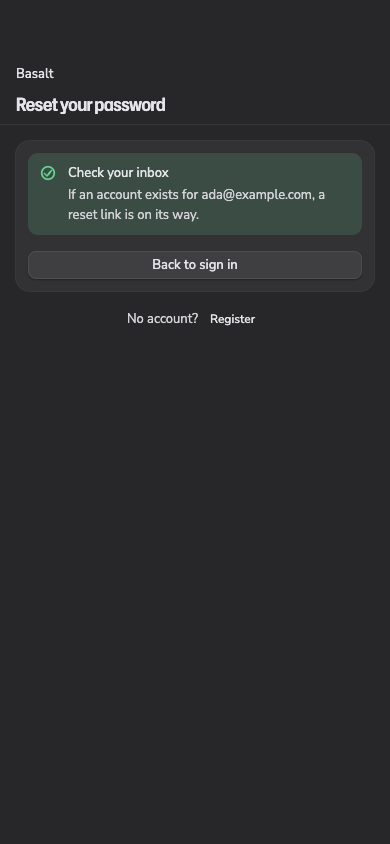 Basalt
Reset your password
Check your inbox
If an account exists for ada@example.com, a
reset link is on its way.
Back to sign in
No account? Register